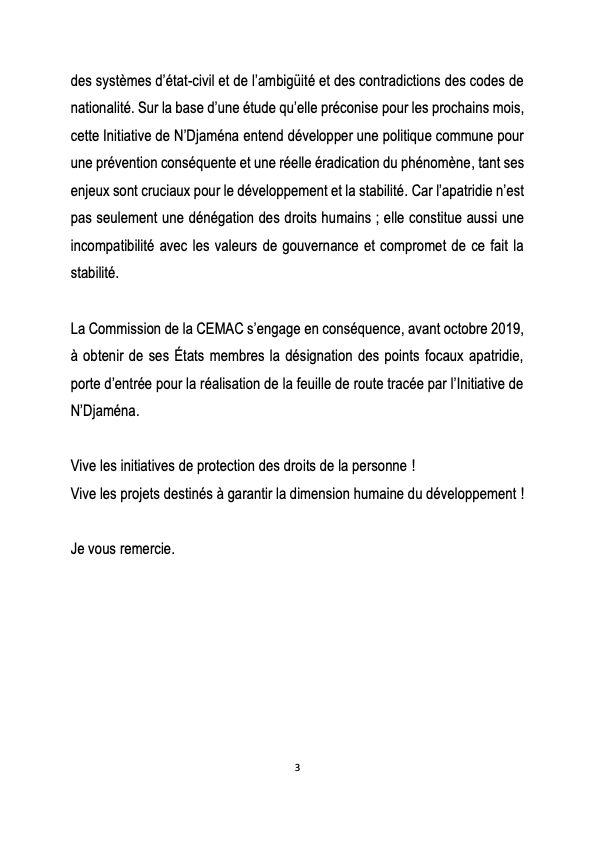 des systèmes d’état-civil et de l’ambigüité et des contradictions des codes de
nationalité. Sur la base d’une étude qu’elle préconise pour les prochains mois,
cette Initiative de N’Djaména entend développer une politique commune pour
une prévention conséquente et une réelle éradication du phénomène, tant ses
enjeux sont cruciaux pour le développement et la stabilité. Car l’apatridie n’est
pas seulement une dénégation des droits humains ; elle constitue aussi une
incompatibilité avec les valeurs de gouvernance et compromet de ce fait la
stabilité.
La Commission de la CEMAC s’engage en conséquence, avant octobre 2019,
à obtenir de ses États membres la désignation des points focaux apatridie,
porte d’entrée pour la réalisation de la feuille de route tracée par l’Initiative de
N’Djaména.
Vive les initiatives de protection des droits de la personne !
Vive les projets destinés à garantir la dimension humaine du développement !
Je vous remercie.
3